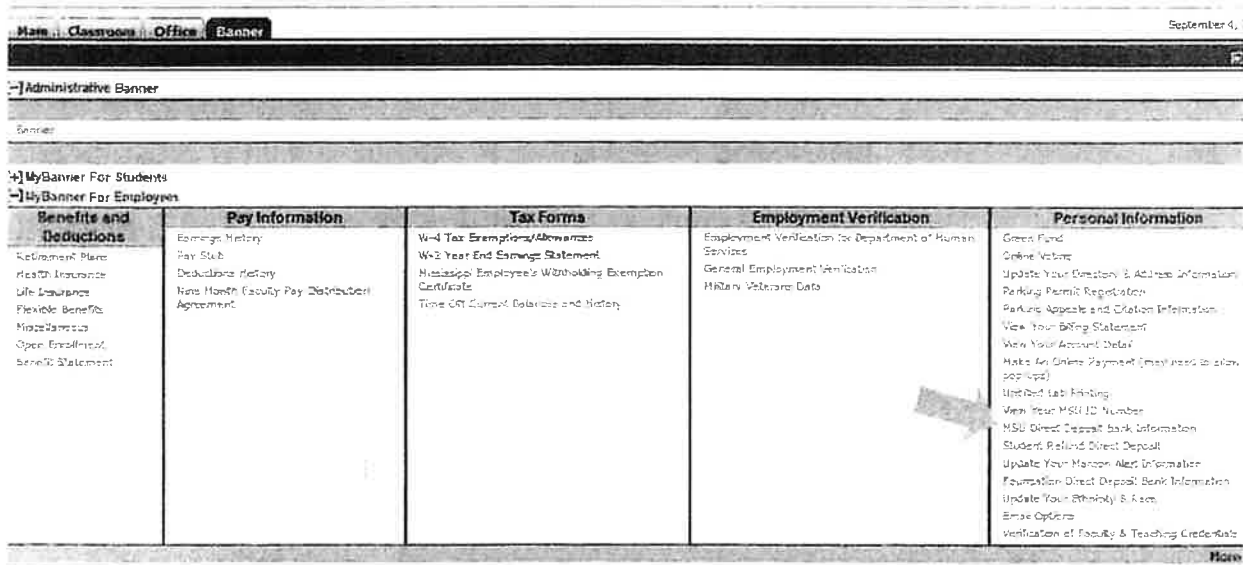 Main Classroom Office Banner
September 4,
[-]Administrative Banner
Banner
[+]MyBanner For Students
[-]MyBanner For Employees
Benefits and
Deductions
Retirement Plans
Health Insurance
Life Insurance
Flexible Benefits
Miscellaneous
Open Enrollment
Benefit Statement
Pay Information
Earnings History
Pay Stub
Deductions History
Nine Month Faculty Pay Distribution
Agreement
Tax Forms
W-4 Tax Exemptions/Allowances
W-2 Year End Earnings Statement
Mississippi Employee's Withholding Exemption
Certificate
Time Off Current Balances and History
Employment Verification
Employment Verification for Department of Human
Services
General Employment Verification
Military Veterans Data
Personal Information
Green Fund
Online Voting
Update Your Directory & Address Information
Parking Permit Registration
Parking Appeals and Citation Information
View Your Billing Statement
View Your Account Detail
Make An Online Payment (may need to allow
pop-ups)
Lab Printing
View Your MSU ID Number
MSU Direct Deposit Bank Information
Student Refund Direct Deposit
Update Your Maroon Alert Information
Foundation Direct Deposit Bank Information
Update Your Ethnicity & Race
Email Options
Verification of Faculty & Teaching Credentials
More